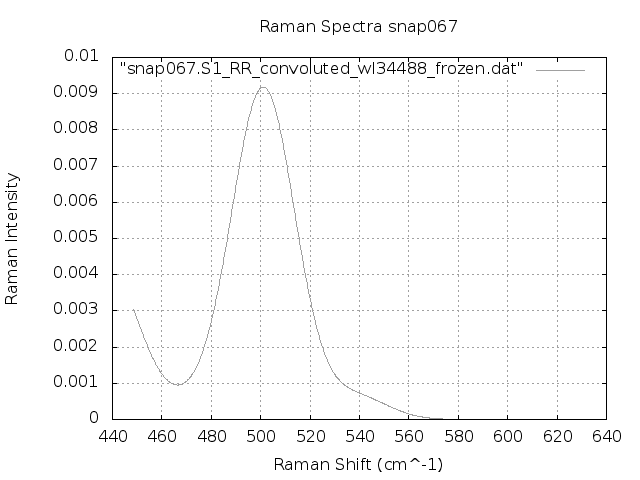 Raman Spectra snap067
"snap067.S1_RR_convoluted_wl34488_frozen.dat"
0.01
0.009
0.008
0.007
0.006
0.005
0.004
0.003
0.002
0.001
0
Raman Intensity
440 460 480 500 520 540 560 580 600 620 640
Raman Shift (cm^-1)